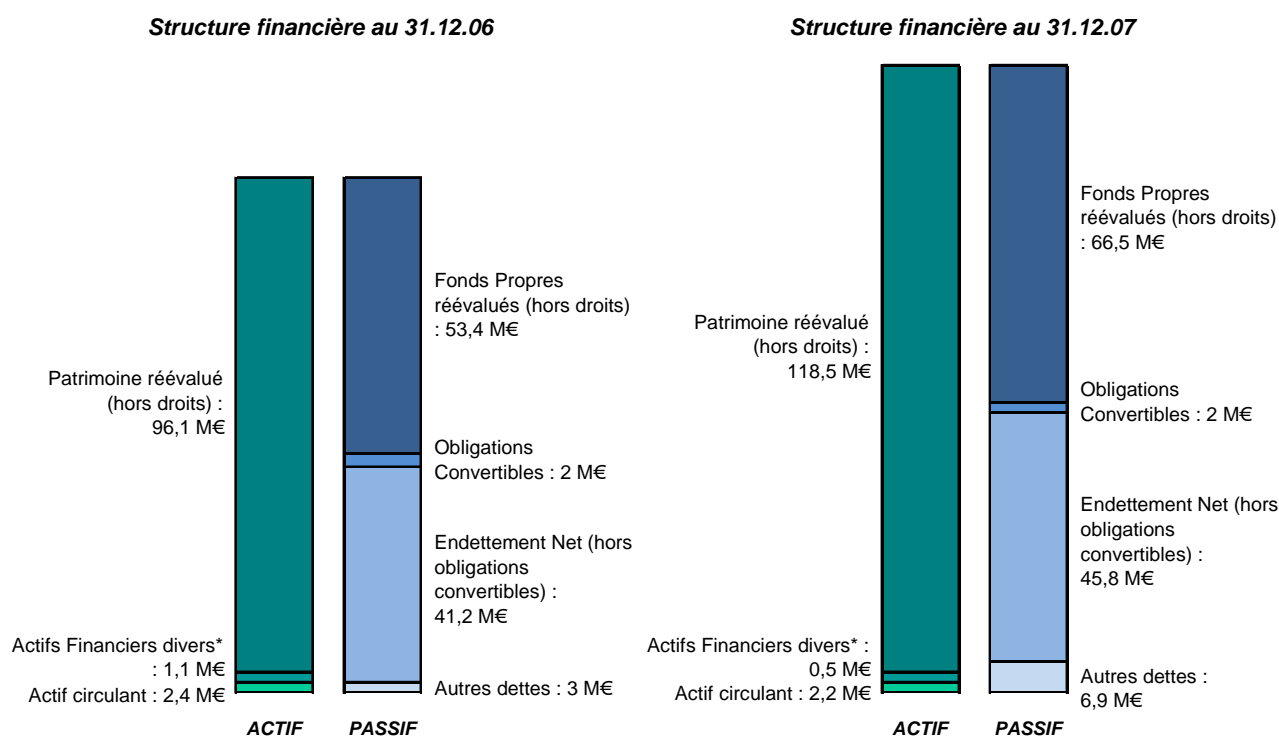 Structure financière au 31.12.06
Patrimoine réévalué
(hors droits) :
96,1 M€
Actifs Financiers divers*
: 1,1 M€
Actif circulant : 2,4 M€
Fonds Propres
réévalués (hors droits)
: 53,4 M€
Obligations
Convertibles : 2 M€
Endettement Net (hors
obligations
convertibles) :
41,2 M€
Autres dettes : 3 M€
ACTIF
PASSIF
Structure financière au 31.12.07
Patrimoine réévalué
(hors droits) :
118,5 M€
Actifs Financiers divers* :
0,5 M€
Actif circulant : 2,2 M€
Fonds Propres
réévalués (hors droits)
: 66,5 M€
Obligations
Convertibles : 2 M€
Endettement Net (hors
obligations
convertibles) :
45,8 M€
Autres dettes :
6,9 M€
ACTIF
PASSIF